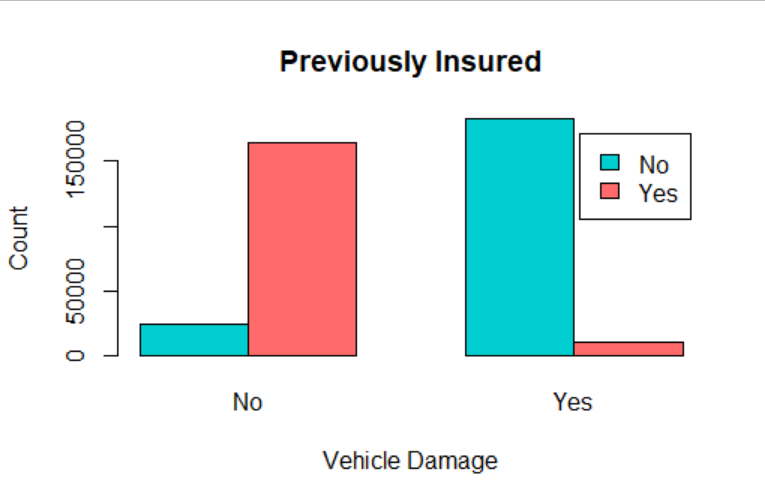 Previously Insured
Count
150000
50000
0
No
Yes
No
Yes
Vehicle Damage